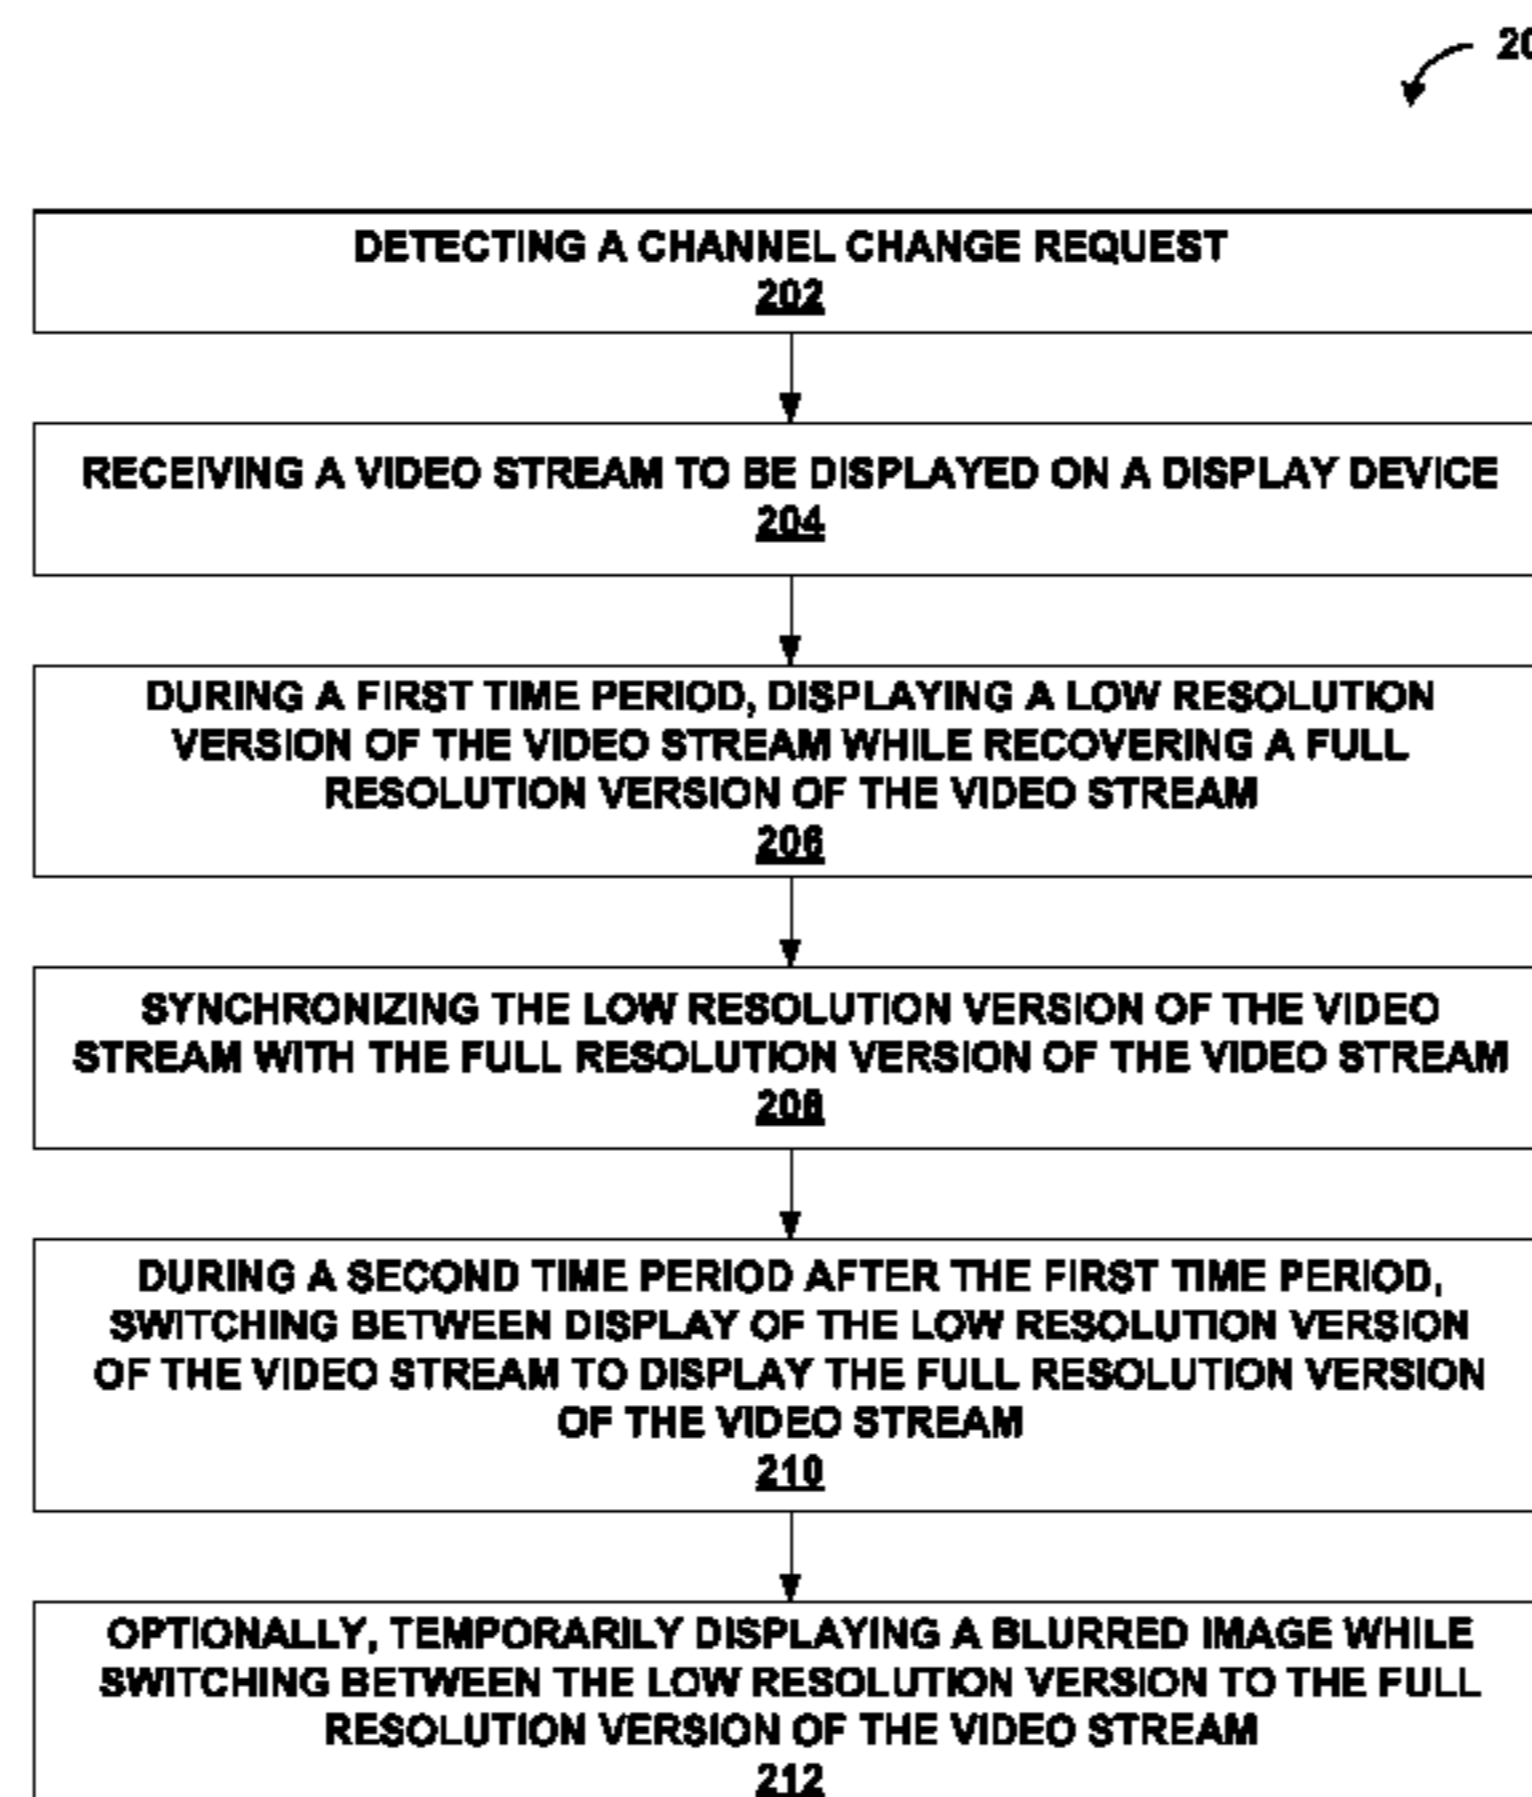 20
DETECTING A CHANNEL CHANGE REQUEST
202
RECEIVING A VIDEO STREAM TO BE DISPLAYED ON A DISPLAY DEVICE
204
DURING A FIRST TIME PERIOD, DISPLAYING A LOW RESOLUTION
VERSION OF THE VIDEO STREAM WHILE RECOVERING A FULL
RESOLUTION VERSION OF THE VIDEO STREAM
206
SYNCHRONIZING THE LOW RESOLUTION VERSION OF THE VIDEO
STREAM WITH THE FULL RESOLUTION VERSION OF THE VIDEO STREAM
208
DURING A SECOND TIME PERIOD AFTER THE FIRST TIME PERIOD,
SWITCHING BETWEEN DISPLAY OF THE LOW RESOLUTION VERSION
OF THE VIDEO STREAM TO DISPLAY THE FULL RESOLUTION VERSION
OF THE VIDEO STREAM
210
OPTIONALLY, TEMPORARILY DISPLAYING A BLURRED IMAGE WHILE
SWITCHING BETWEEN THE LOW RESOLUTION VERSION TO THE FULL
RESOLUTION VERSION OF THE VIDEO STREAM
212